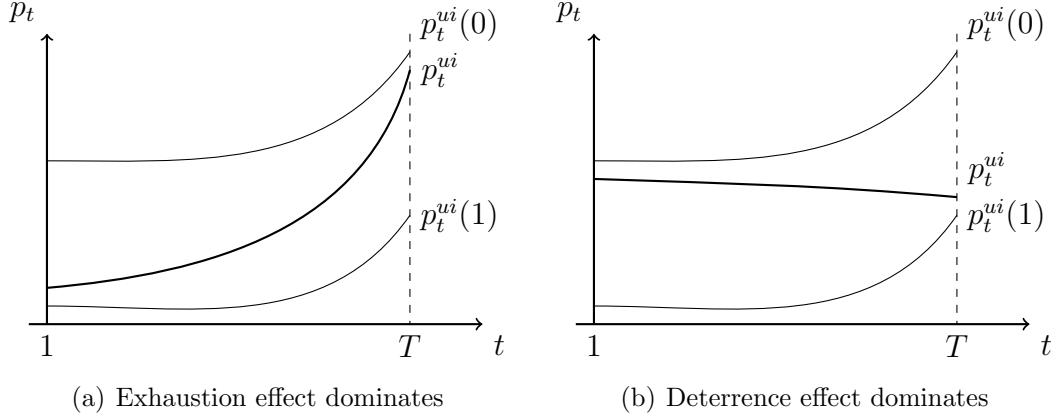 p_t
p_t^{ui}(0)
p_t^{ui}
p_t^{ui}(1)
1
T
t
(a) Exhaustion effect dominates
p_t
p_t^{ui}(0)
p_t^{ui}
p_t^{ui}(1)
1
T
t
(b) Deterrence effect dominates